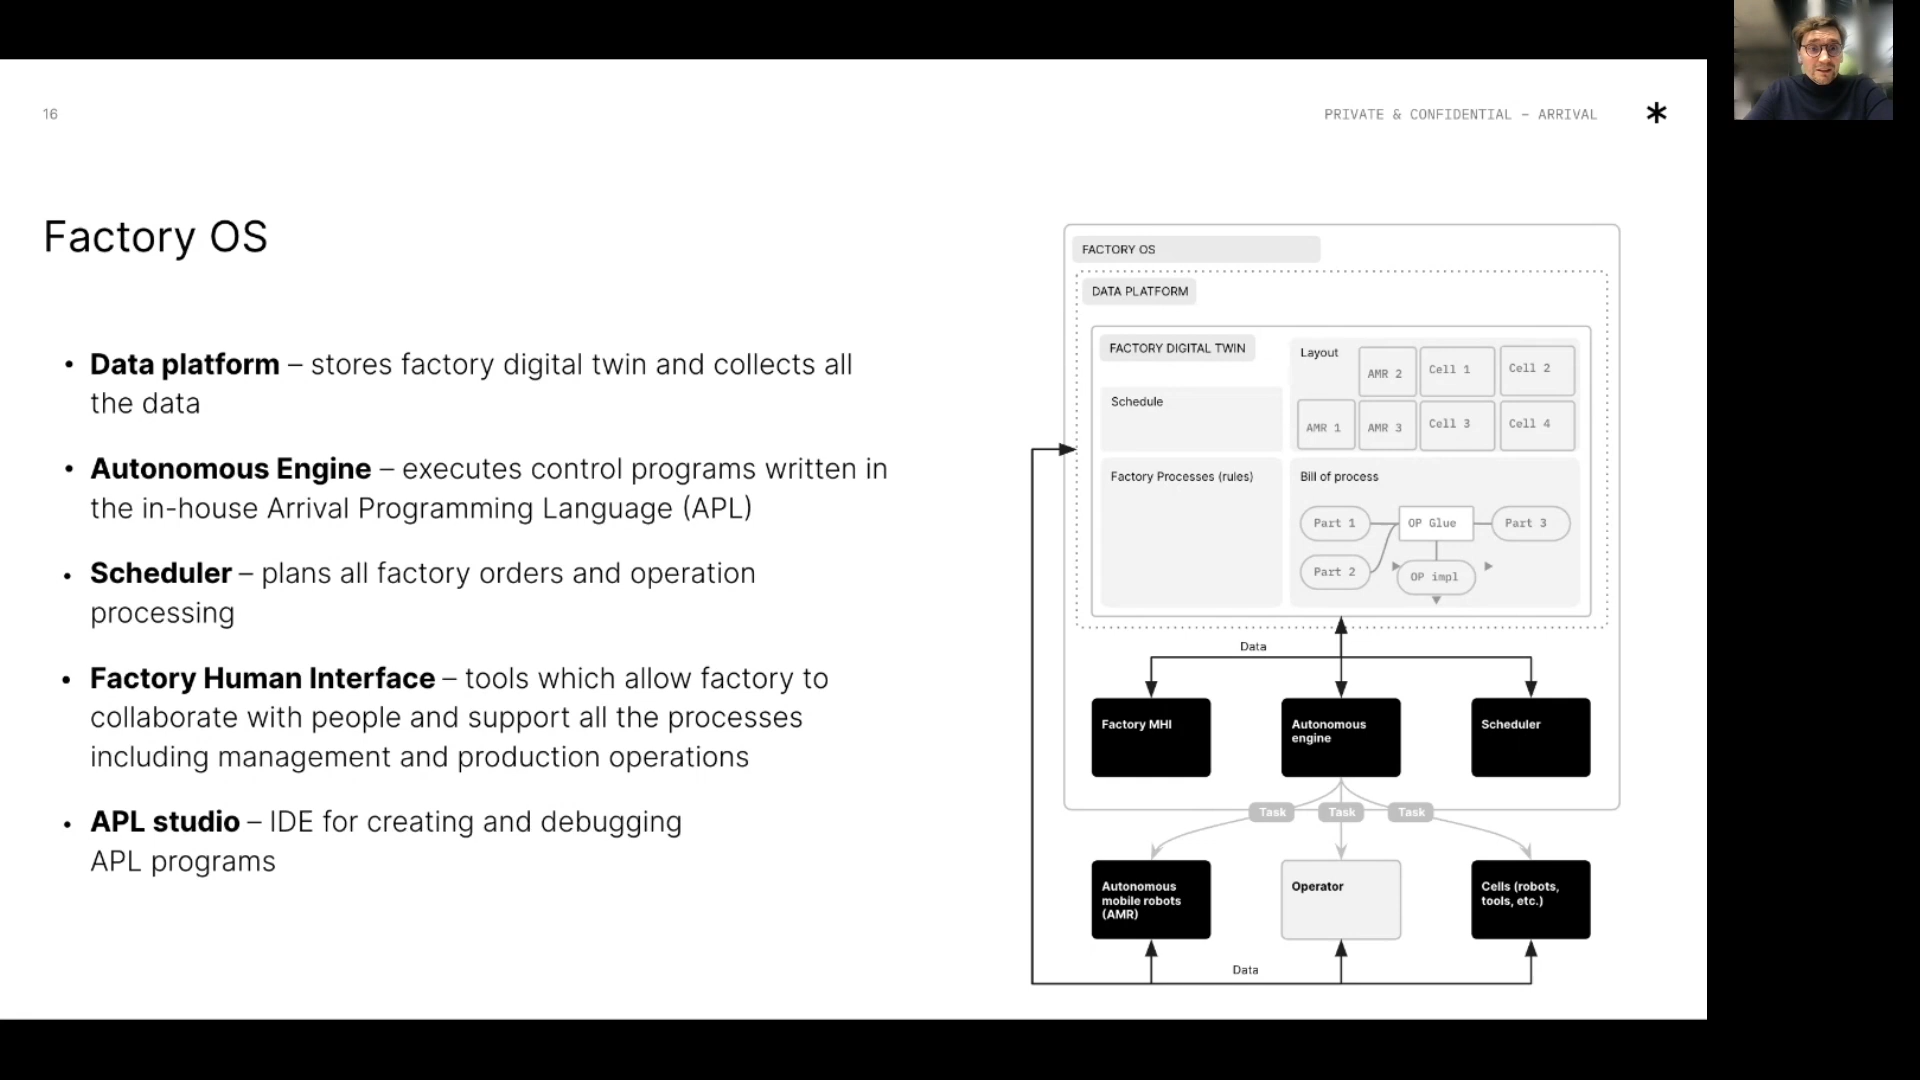 16
PRIVATE & CONFIDENTIAL – ARRIVAL
Factory OS
• Data platform – stores factory digital twin and collects all
the data
• Autonomous Engine – executes control programs written in
the in-house Arrival Programming Language (APL)
• Scheduler – plans all factory orders and operation
processing
• Factory Human Interface – tools which allow factory to
collaborate with people and support all the processes
including management and production operations
• APL studio – IDE for creating and debugging
APL programs
FACTORY OS
DATA PLATFORM
FACTORY DIGITAL TWIN
Schedule
Layout
AMR 2
Cell 1
Cell 2
AMR 1
AMR 3
Cell 3
Cell 4
Factory Processes (rules)
Bill of process
Part 1
OP Glue
Part 3
Part 2
OP impl
Data
Factory MHI
Autonomous
engine
Scheduler
Task
Task
Task
Autonomous
mobile robots
(AMR)
Operator
Cells (robots,
tools, etc.)
Data